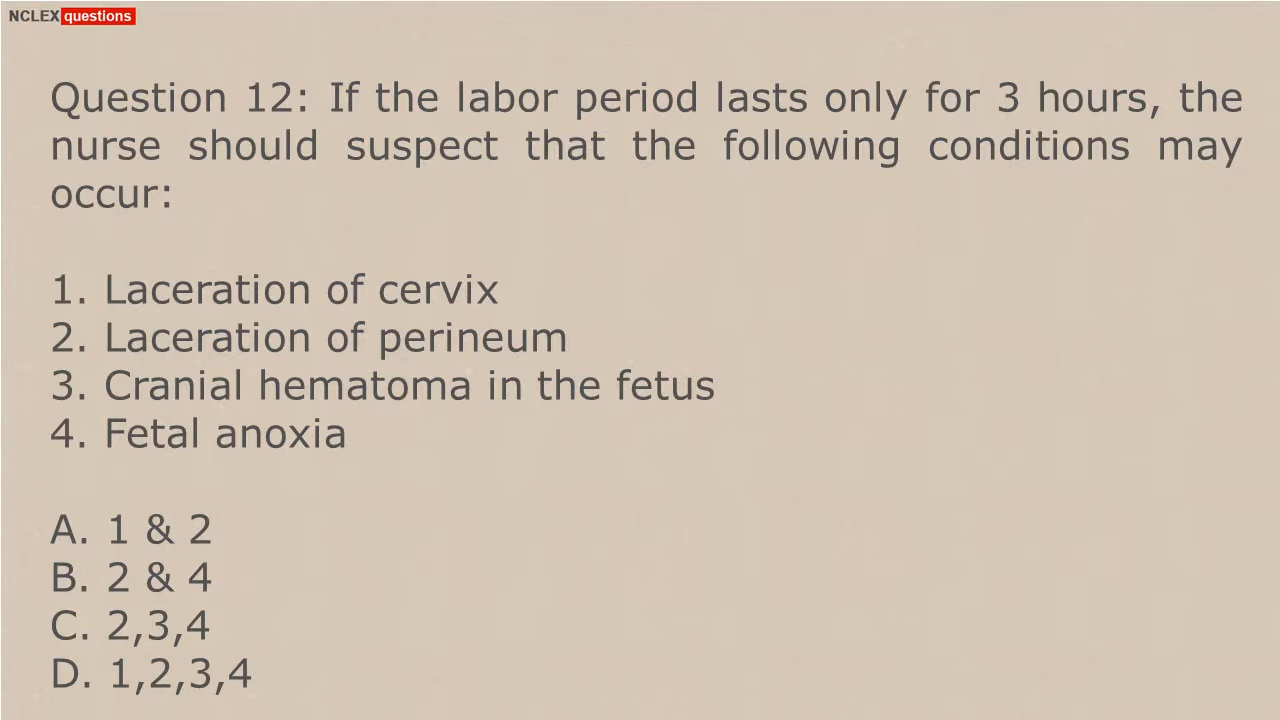 NCLEX questions
Question 12: If the labor period lasts only for 3 hours, the
nurse should suspect that the following conditions may
occur:
1. Laceration of cervix
2. Laceration of perineum
3. Cranial hematoma in the fetus
4. Fetal anoxia
A. 1 & 2
B. 2 & 4
C. 2,3,4
D. 1,2,3,4